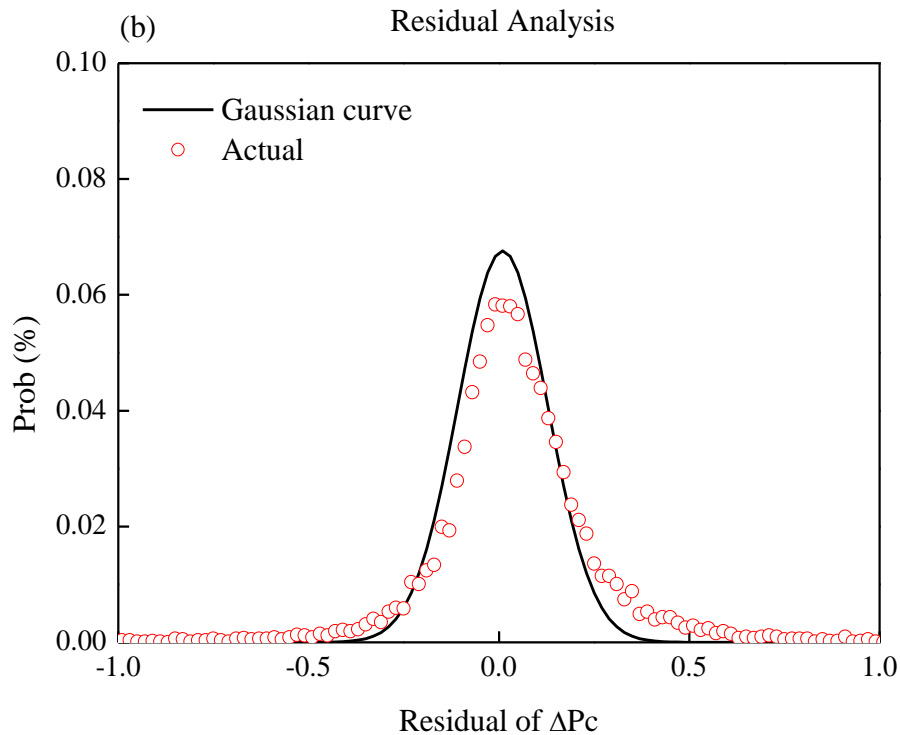 (b)
Residual Analysis
Gaussian curve
Actual
Prob (%)
0.10
0.08
0.06
0.04
0.02
0.00
-1.0
-0.5
0.0
0.5
1.0
Residual of ΔPc